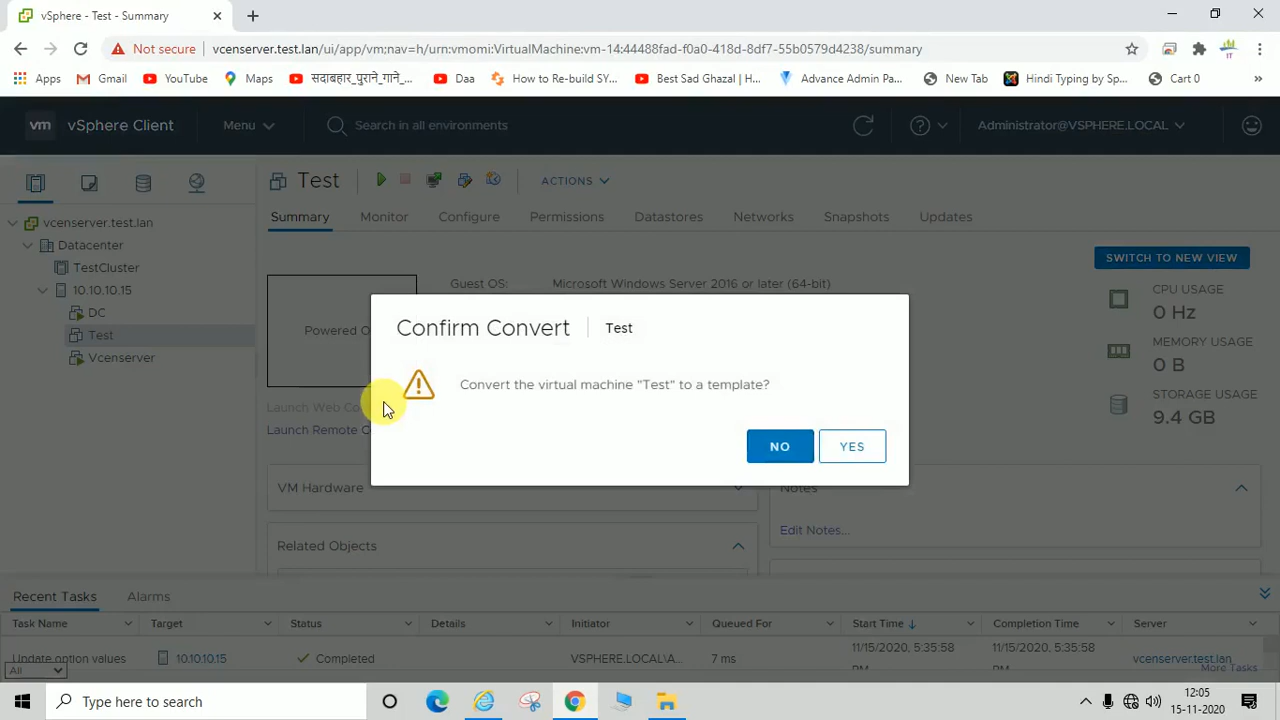 vSphere - Test - Summary
Not secure vcenserver.test.lan/ui/app/vm;nav=h/urn:vmomi:VirtualMachine:vm-14:44488fad-f0a0-418d-8df7-55b0579d4238/summary
Apps Gmail YouTube Maps सदाबहार_पुराने_गाने_... Daa How to Re-build SY... Best Sad Ghazal | H... Advance Admin Pa... New Tab Hindi Typing by Sp... Cart 0 »
vm vSphere Client Menu Search in all environments Administrator@VSPHERE.LOCAL
Test ACTIONS
Summary Monitor Configure Permissions Datastores Networks Snapshots Updates
vcenserver.test.lan
Datacenter
TestCluster
10.10.10.15
DC
Test
Vcenserver
SWITCH TO NEW VIEW
Guest OS: Microsoft Windows Server 2016 or later (64-bit)
CPU USAGE
0 Hz
MEMORY USAGE
0 B
STORAGE USAGE
9.4 GB
Powered O
Launch Web Co
Launch Remote C
Confirm Convert Test
Convert the virtual machine "Test" to a template?
NO YES
VM Hardware
Notes
Edit Notes...
Related Objects
Recent Tasks Alarms
Task Name Target Status Details Initiator Queued For Start Time Completion Time Server
Update option values 10.10.10.15 Completed VSPHERE.LOCAL\A... 7 ms 11/15/2020, 5:35:58 PM 11/15/2020, 5:35:58 PM vcenserver.test.lan
All More Tasks
Type here to search
12:05
15-11-2020